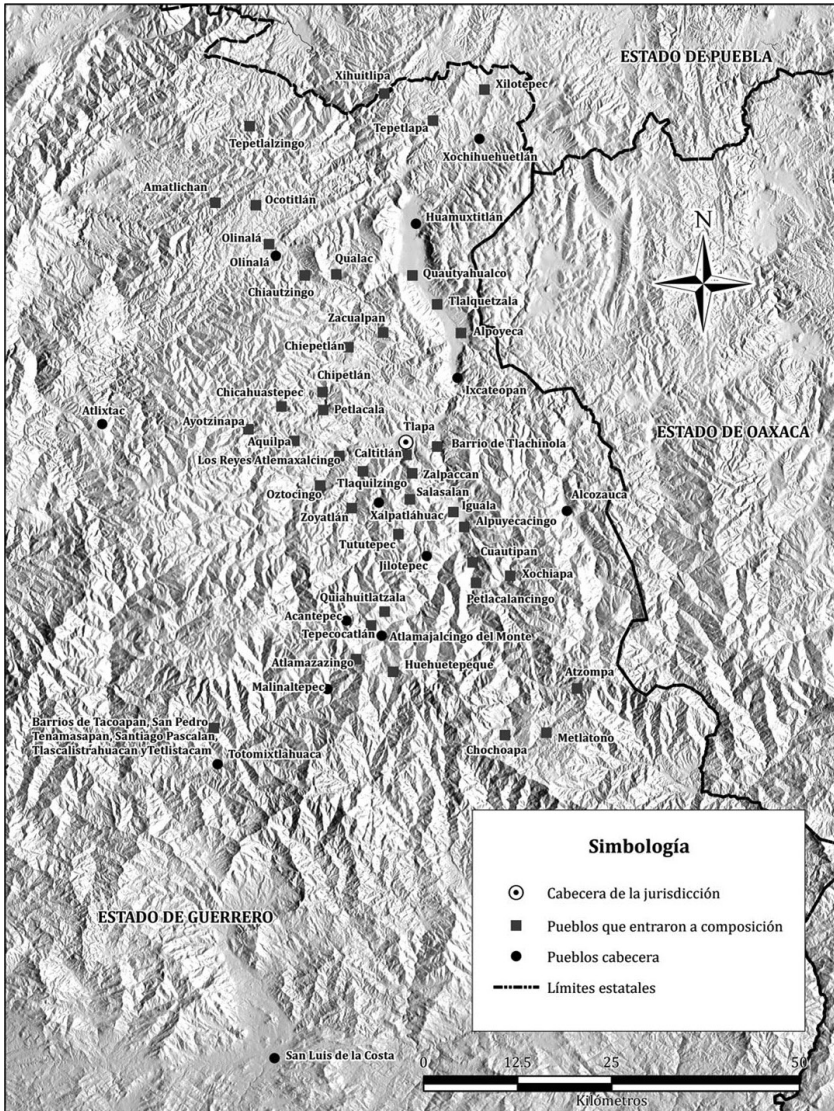 ESTADO DE PUEBLA
Xihuitlipa
Xilotepec
Tepetlapa
Tepetlalzingo
Xochihuehuetlán
Amatlichan
Ocotitlán
Huamuxtitlán
N
Olinalá
Olinalá
Qualac
Chiautzingo
Quautyahualco
Tlalquetzala
Zacualpan
Alpoyeca
Chiepetlán
Ixcateopan
Chipetlán
Chicahuastepec
Petlacala
Atlixtac
Ayotzinapa
Tlapa
ESTADO DE OAXACA
Aquilpa
Barrio de Tlachinola
Los Reyes Atlemaxalcingo
Caltitlán
Tlaquilzingo
Zalpaccan
Oztocingo
Salasalan
Alcozauca
Zoyatlán
Xalpatláhuac
Iguala
Alpuyecacingo
Tututepec
Jilotepec
Cuautipan
Xochiapa
Petlacalancingo
Quiahuitlatzala
Acantepec
Tepecocatlán
Atlamajalcingo del Monte
Atlamazazingo
Huehuetepeque
Malinaltepec
Atzompa
Barrios de Tacoapan, San Pedro
Tenamasapan, Santiago Pascalan,
Tlascalistrahuacan yTetlistacam
Totomixtlahuaca
Chochoapa
Metlátono
ESTADO DE GUERRERO
San Luis de la Costa
Simbología
Cabecera de la jurisdicción
Pueblos que entraron a composición
Pueblos cabecera
Límites estatales
0 12.5 25 50
Kilómetros